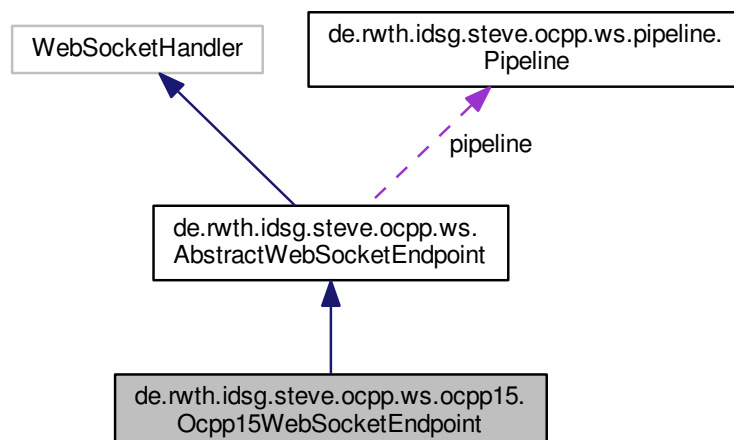 WebSocketHandler
de.rwth.idsg.steve.ocpp.ws.pipeline.
Pipeline
pipeline
de.rwth.idsg.steve.ocpp.ws.
AbstractWebSocketEndpoint
de.rwth.idsg.steve.ocpp.ws.ocpp15.
Ocpp15WebSocketEndpoint